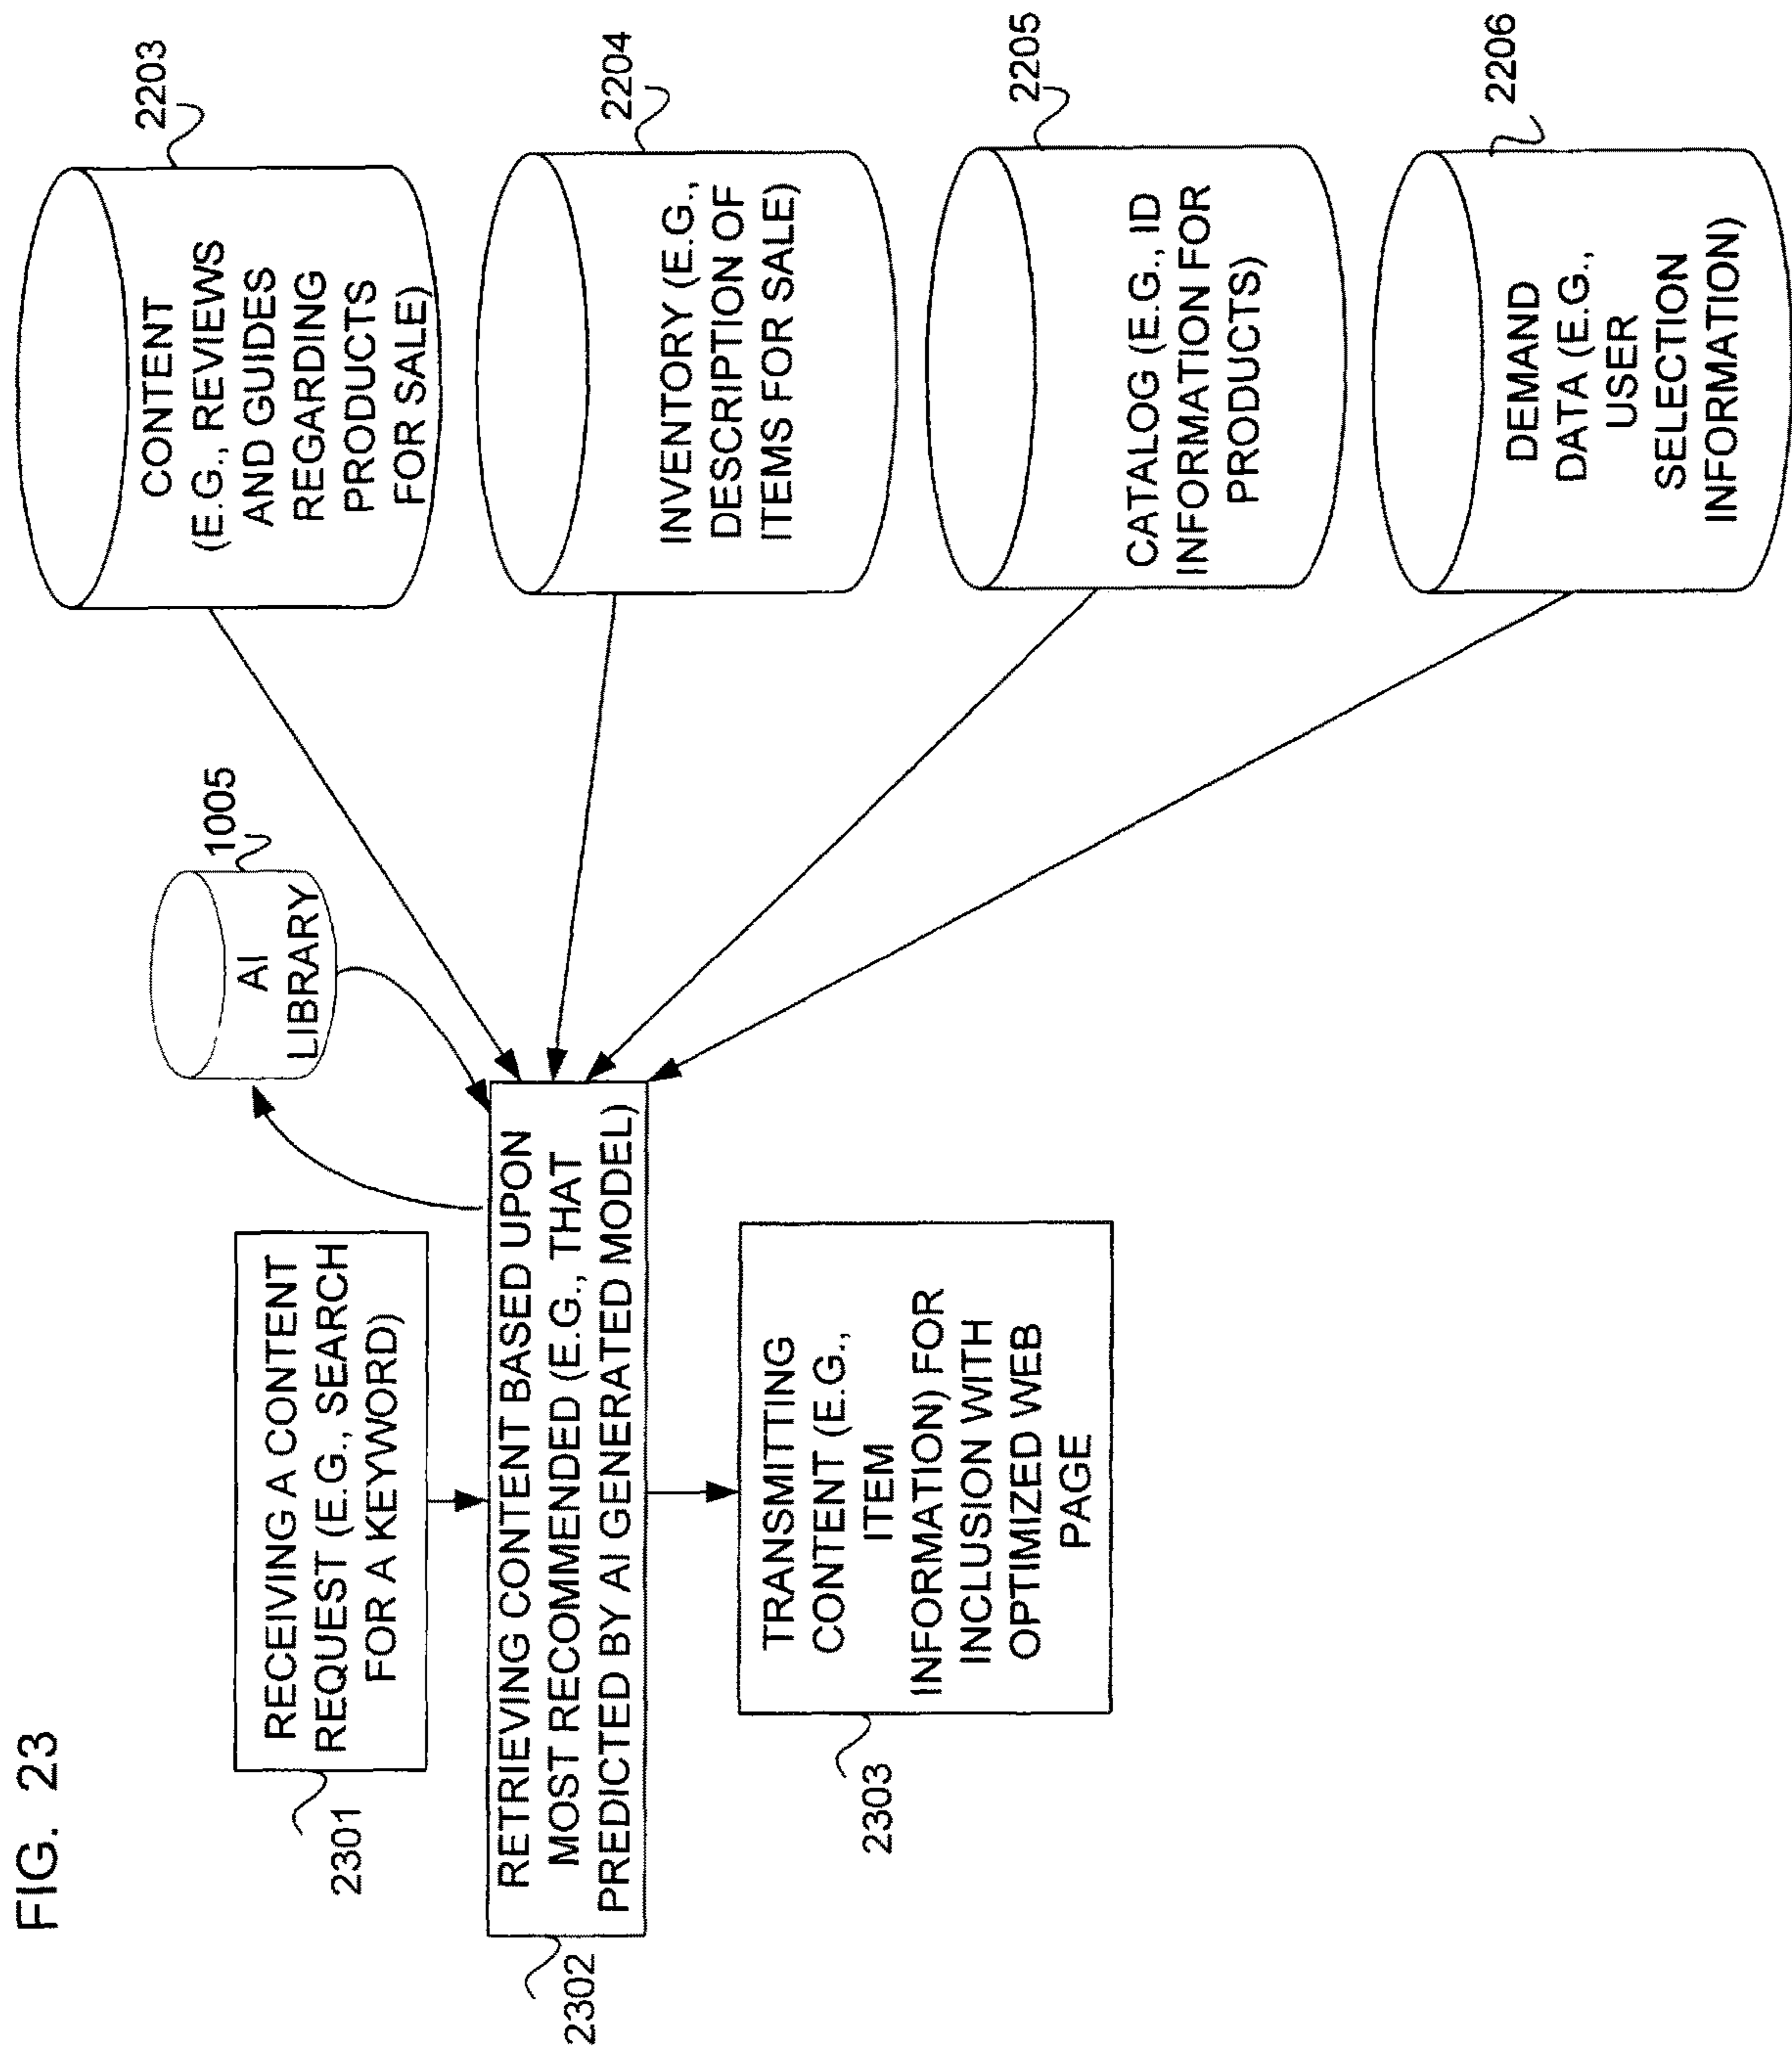 FIG. 23
2301
RECEIVING A CONTENT
REQUEST (E.G., SEARCH
FOR A KEYWORD)
2302
RETRIEVING CONTENT BASED UPON
MOST RECOMMENDED (E.G., THAT
PREDICTED BY AI GENERATED MODEL)
2303
TRANSMITTING
CONTENT (E.G.,
ITEM
INFORMATION) FOR
INCLUSION WITH
OPTIMIZED WEB
PAGE
1005
AI
LIBRARY
2203
CONTENT
(E.G., REVIEWS
AND GUIDES
REGARDING
PRODUCTS
FOR SALE)
2204
INVENTORY (E.G.,
DESCRIPTION OF
ITEMS FOR SALE)
2205
CATALOG (E.G., ID
INFORMATION FOR
PRODUCTS)
2206
DEMAND
DATA (E.G.,
USER
SELECTION
INFORMATION)